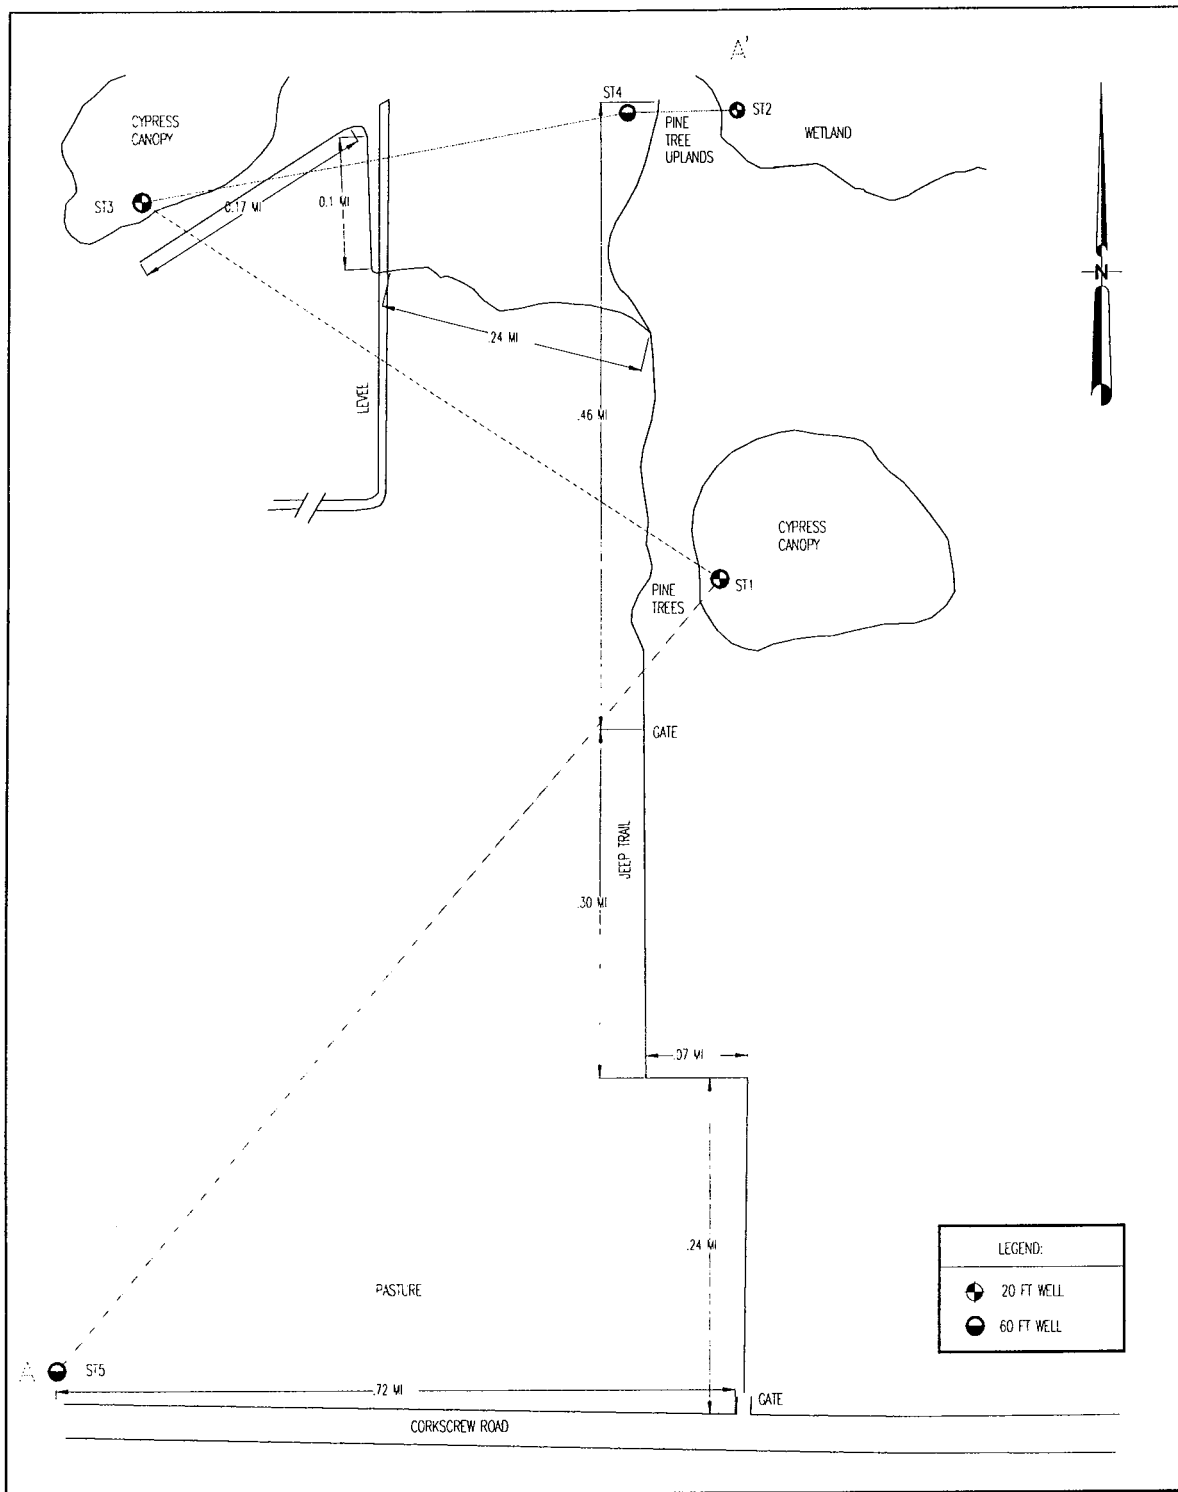 A'
ST4
ST2
CYPRESS
CANOPY
PINE
TREE
UPLANDS
WETLAND
ST3
0.17 MI
0.1 MI
N
.24 MI
LEVEE
.46 MI
CYPRESS
CANOPY
ST1
PINE
TREES
GATE
JEEP TRAIL
.30 MI
.07 MI
.24 MI
LEGEND:
20 FT WELL
60 FT WELL
PASTURE
A
ST5
.72 MI
GATE
CORKSCREW ROAD